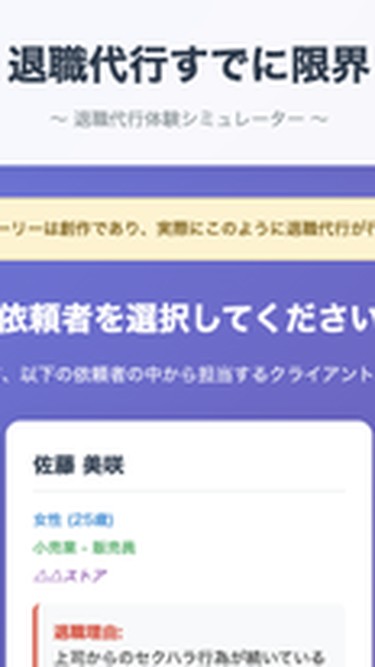 退職代行すでに限界
〜 退職代行体験シミュレーター 〜
ーリーは創作であり、実際にこのように退職代行が行
依頼者を選択してください
、以下の依頼者の中から担当するクライアント
佐藤 美咲
女性 (25歳)
小売業 - 販売員
△△ストア
退職理由:
上司からのセクハラ行為が続いている